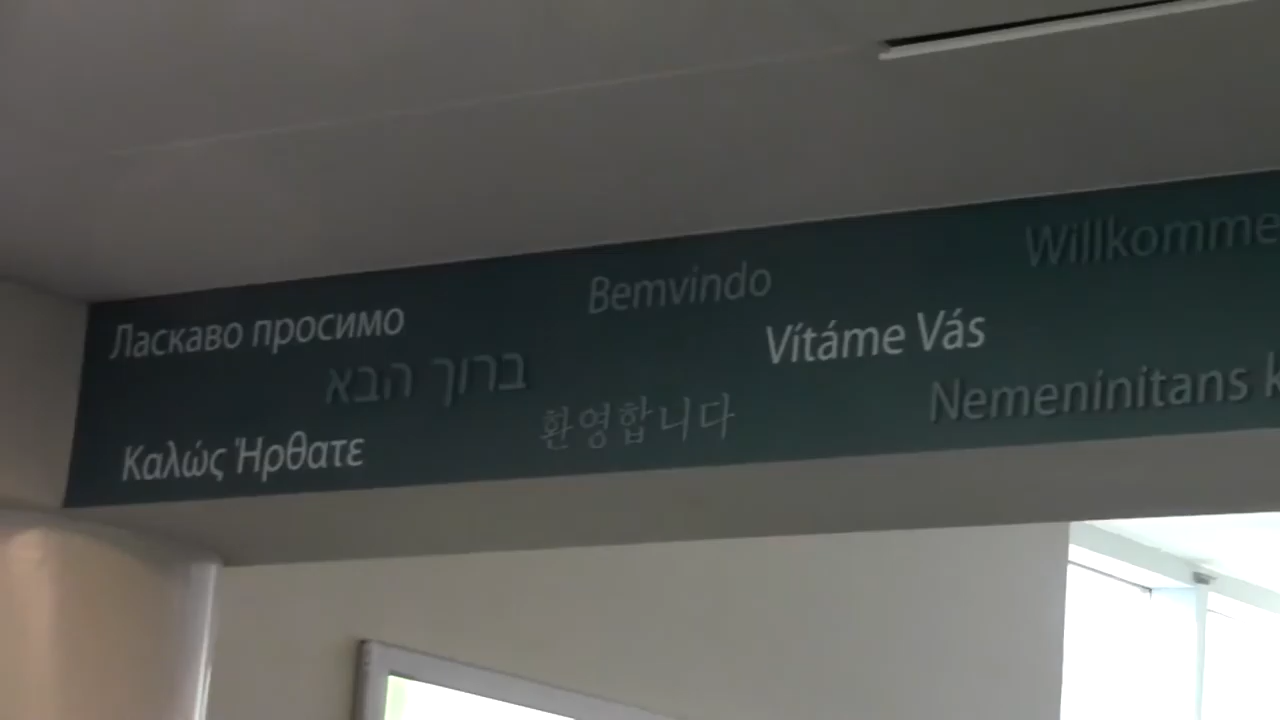 Willkomme
Bemvindo
Ласкаво просимо
Vítáme Vás
ברוך הבא
Nemeninitans k
환영합니다
Καλώς Ήρθατε